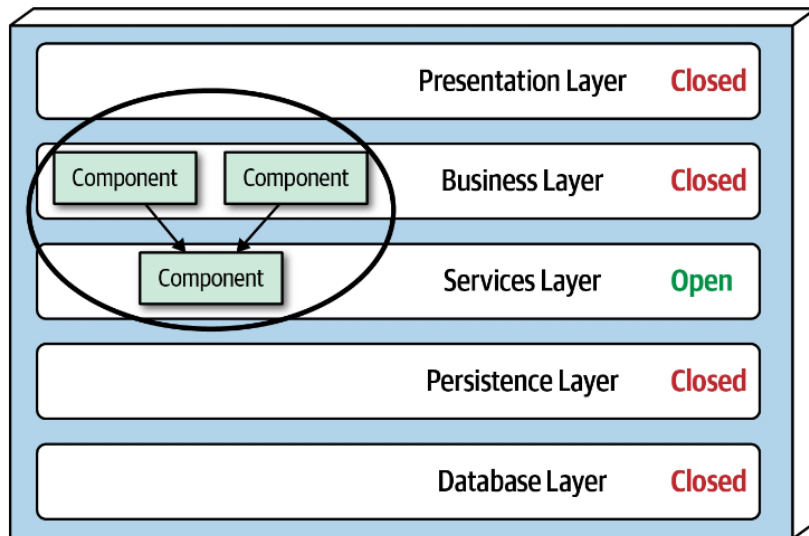 Presentation Layer Closed
Component Component Business Layer Closed
Component Services Layer Open
Persistence Layer Closed
Database Layer Closed